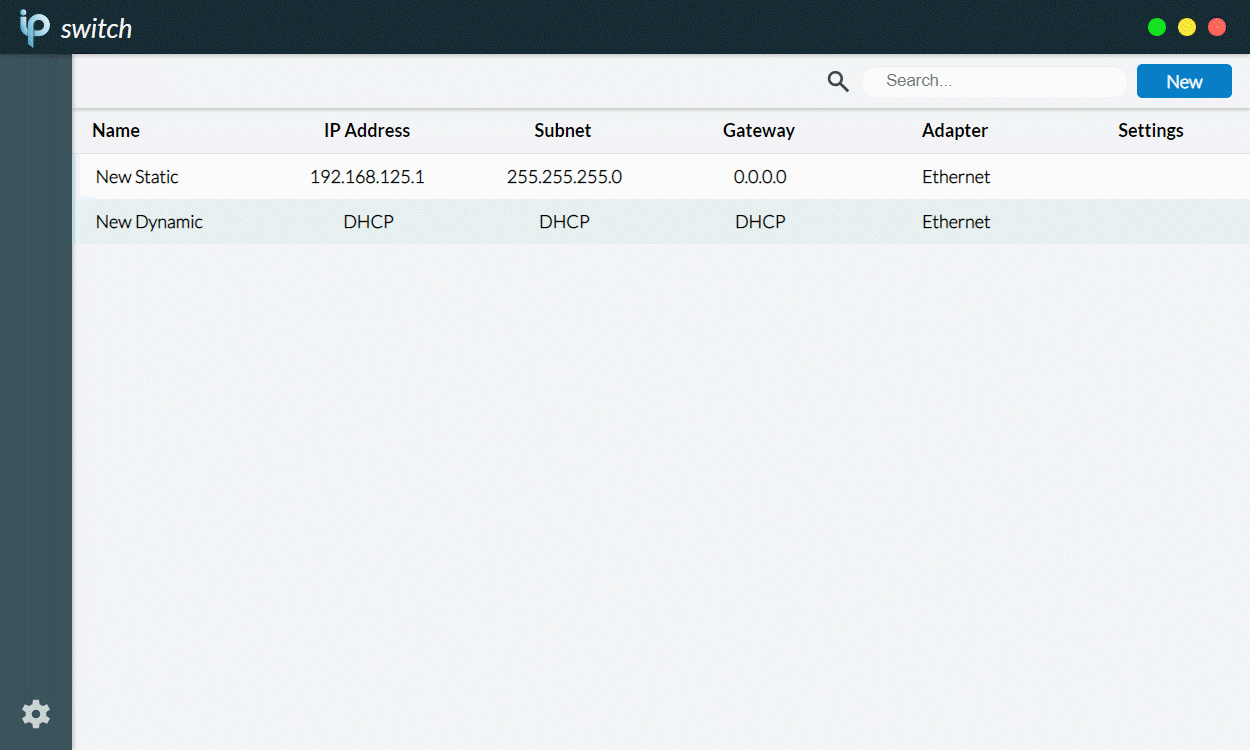 ip switch
Search...
New
Name IP Address Subnet Gateway Adapter Settings
New Static 192.168.125.1 255.255.255.0 0.0.0.0 Ethernet
New Dynamic DHCP DHCP DHCP Ethernet